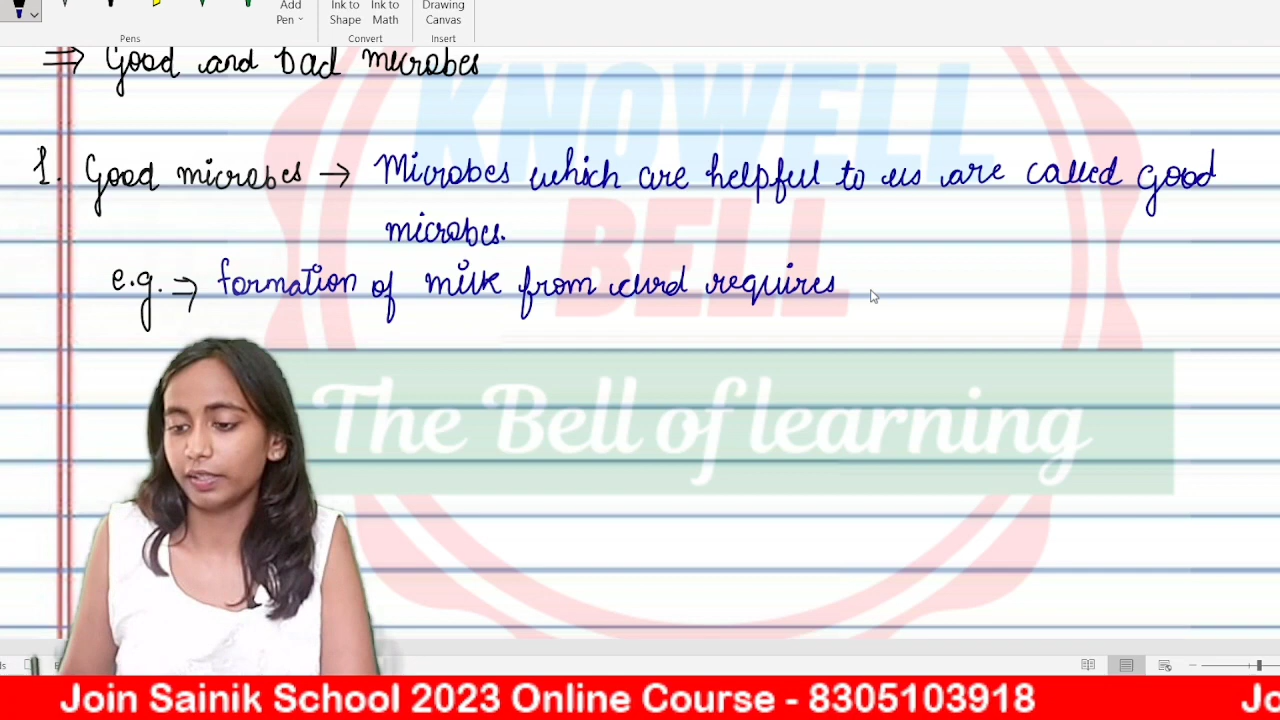 Add
Ink to
Ink to
Drawing
Pen
Shape
Math
Canvas
Pens
Convert
Insert
⇒ Good and bad microbes
KNOWELL
1. Good microbes → Microbes which are helpful to us are called good
microbes.
BELL
e.g. → formation of milk from curd requires
The Bell of learning
Join Sainik School 2023 Online Course - 8305103918
Jo